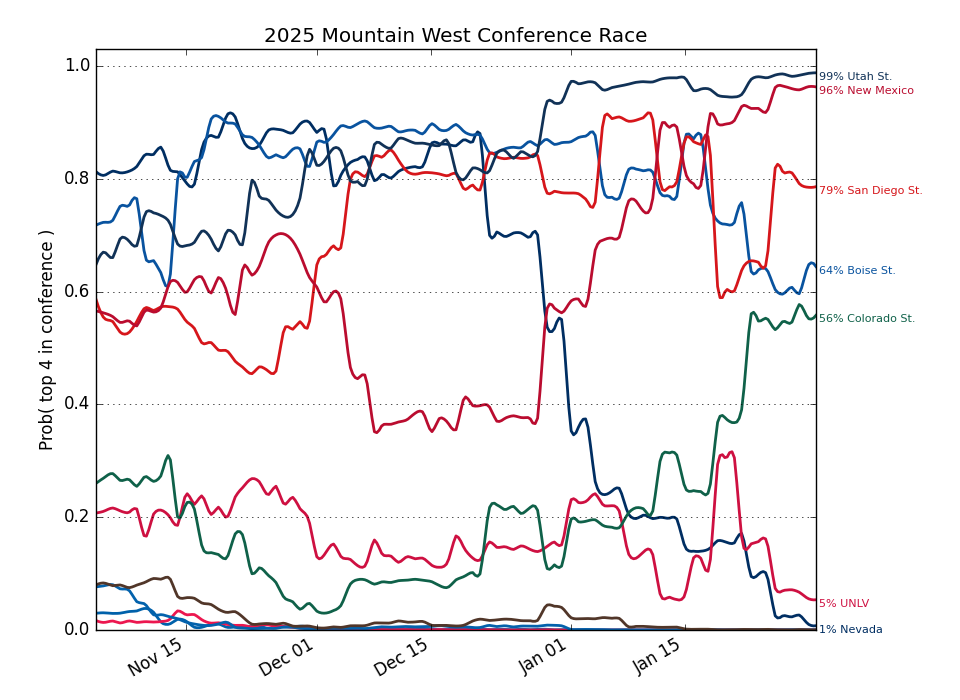 2025 Mountain West Conference Race
Prob( top 4 in conference )
1.0
0.8
0.6
0.4
0.2
0.0
99% Utah St.
96% New Mexico
79% San Diego St.
64% Boise St.
56% Colorado St.
5% UNLV
1% Nevada
Nov 15
Dec 01
Dec 15
Jan 01
Jan 15